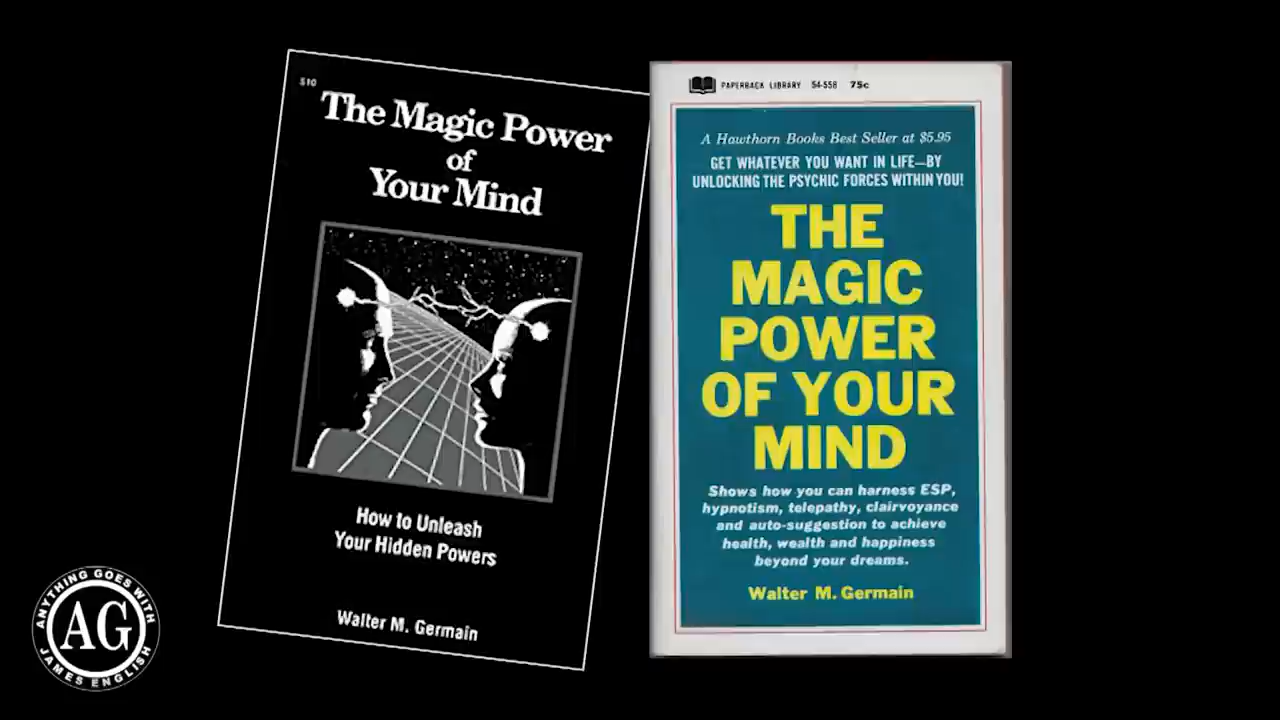 $10
The Magic Power
of
Your Mind
How to Unleash
Your Hidden Powers
Walter M. Germain
PAPERBACK LIBRARY 54-558 75c
A Hawthorn Books Best Seller at $5.95
GET WHATEVER YOU WANT IN LIFE—BY
UNLOCKING THE PSYCHIC FORCES WITHIN YOU!
THE
MAGIC
POWER
OF YOUR
MIND
Shows how you can harness ESP,
hypnotism, telepathy, clairvoyance
and auto-suggestion to achieve
health, wealth and happiness
beyond your dreams.
Walter M. Germain
ANYTHING GOES WITH
AG
JAMES ENGLISH